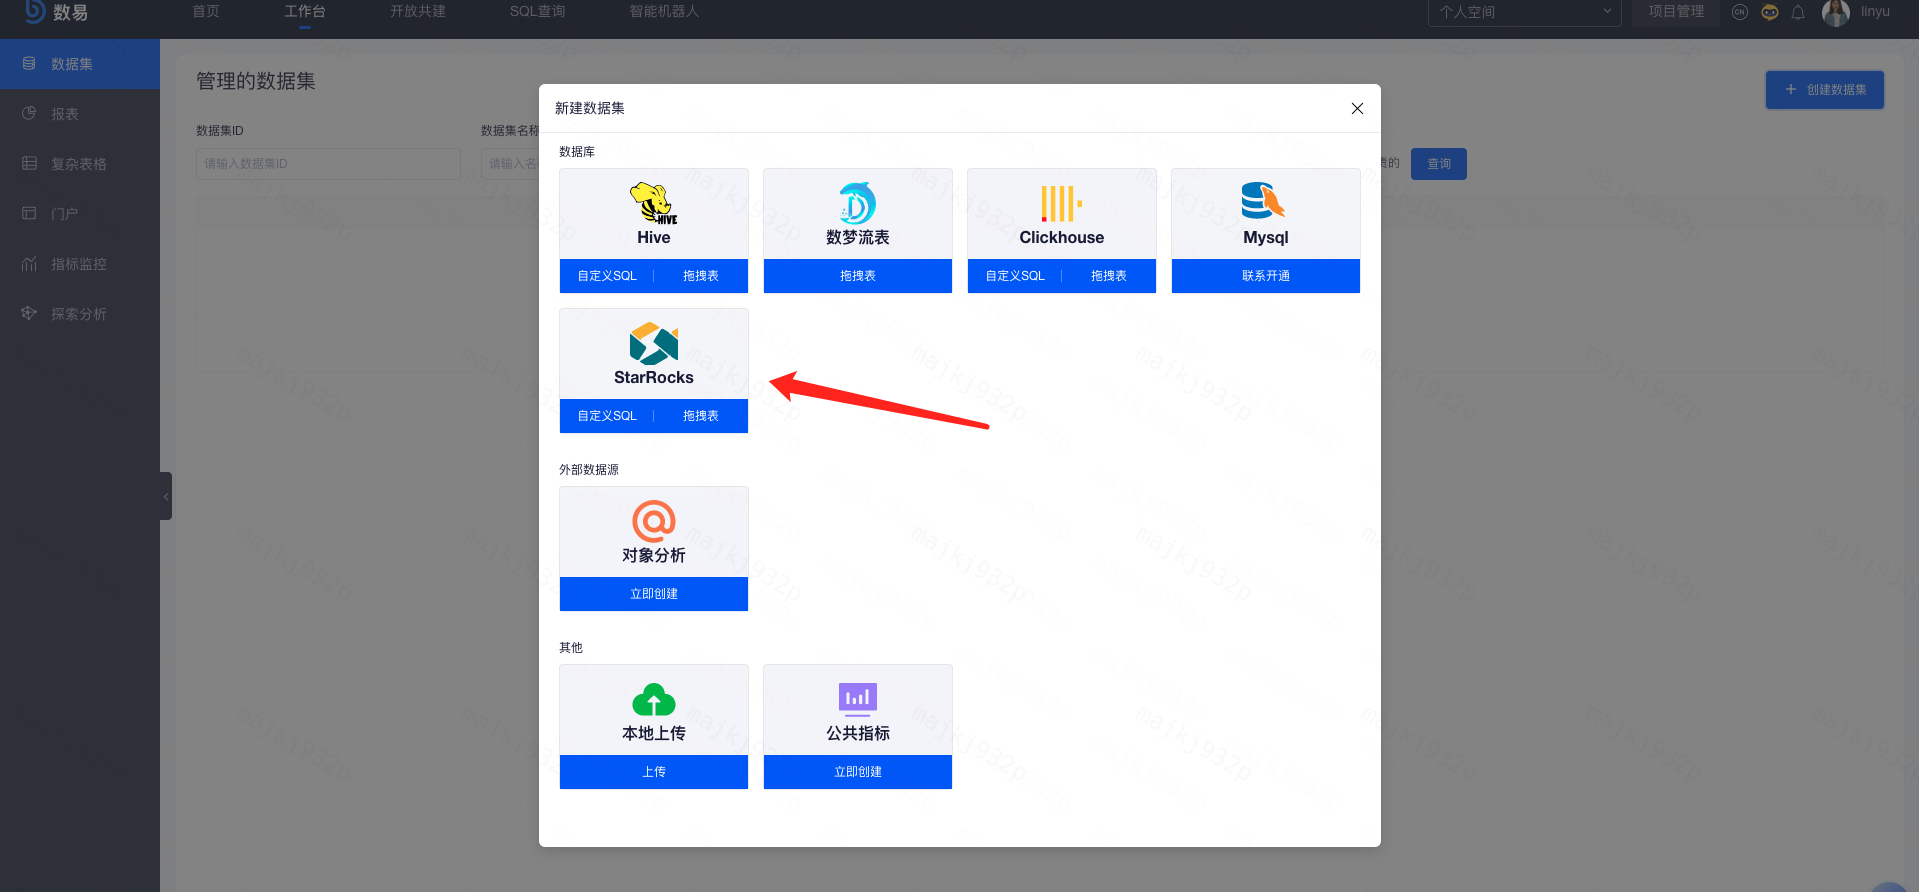 数易
首页
工作台
开放共建
SQL查询
智能机器人
个人空间
项目管理
CN
linyu
数据集
报表
复杂表格
门户
指标监控
探索分析
管理的数据集
创建数据集
数据集ID
数据集名称
请输入数据集ID
请输入名
责的
查询
新建数据集
数据库
HIVE
Hive
自定义SQL
拖拽表
数梦流表
拖拽表
Clickhouse
自定义SQL
拖拽表
Mysql
联系开通
StarRocks
自定义SQL
拖拽表
外部数据源
对象分析
立即创建
其他
本地上传
上传
公共指标
立即创建
majkj932p